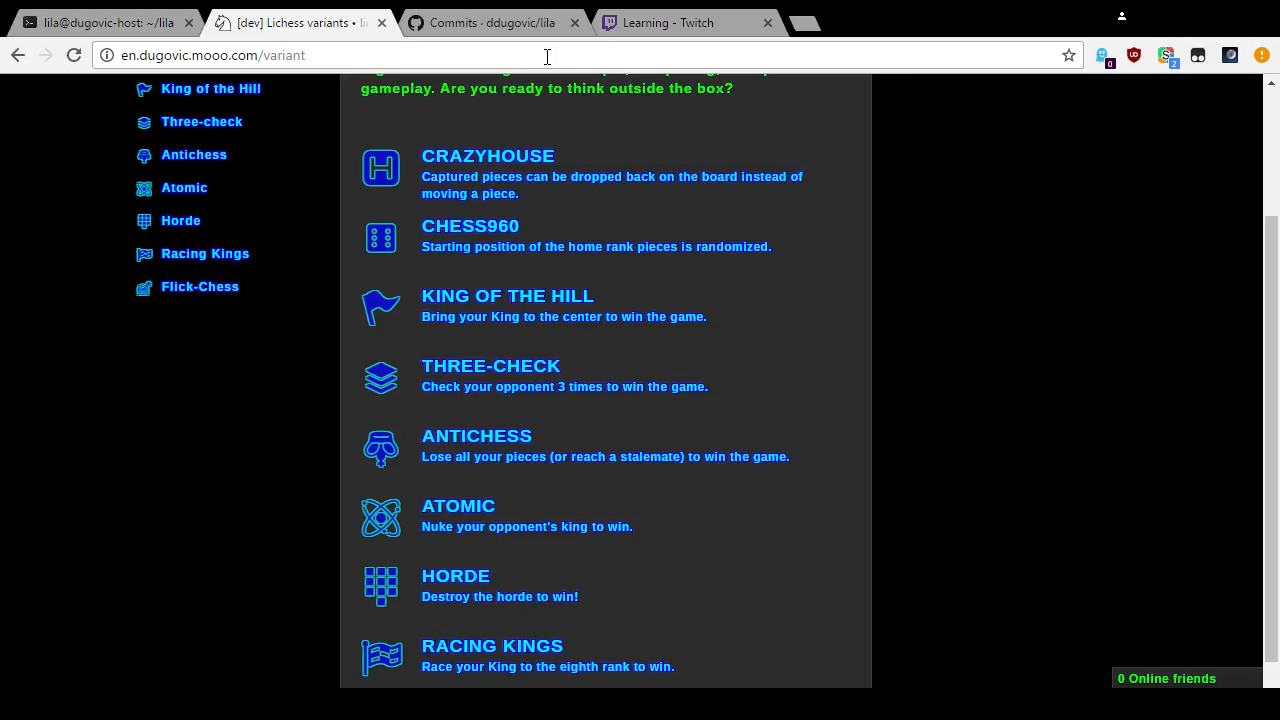 lila@dugovic-host: ~/lila
[dev] Lichess variants •
Commits · ddugovic/lila
Learning - Twitch
en.dugovic.mooo.com/variant
0
2
gameplay. Are you ready to think outside the box?
King of the Hill
Three-check
Antichess
Atomic
Horde
Racing Kings
Flick-Chess
CRAZYHOUSE
Captured pieces can be dropped back on the board instead of
moving a piece.
CHESS960
Starting position of the home rank pieces is randomized.
KING OF THE HILL
Bring your King to the center to win the game.
THREE-CHECK
Check your opponent 3 times to win the game.
ANTICHESS
Lose all your pieces (or reach a stalemate) to win the game.
ATOMIC
Nuke your opponent's king to win.
HORDE
Destroy the horde to win!
RACING KINGS
Race your King to the eighth rank to win.
0 Online friends